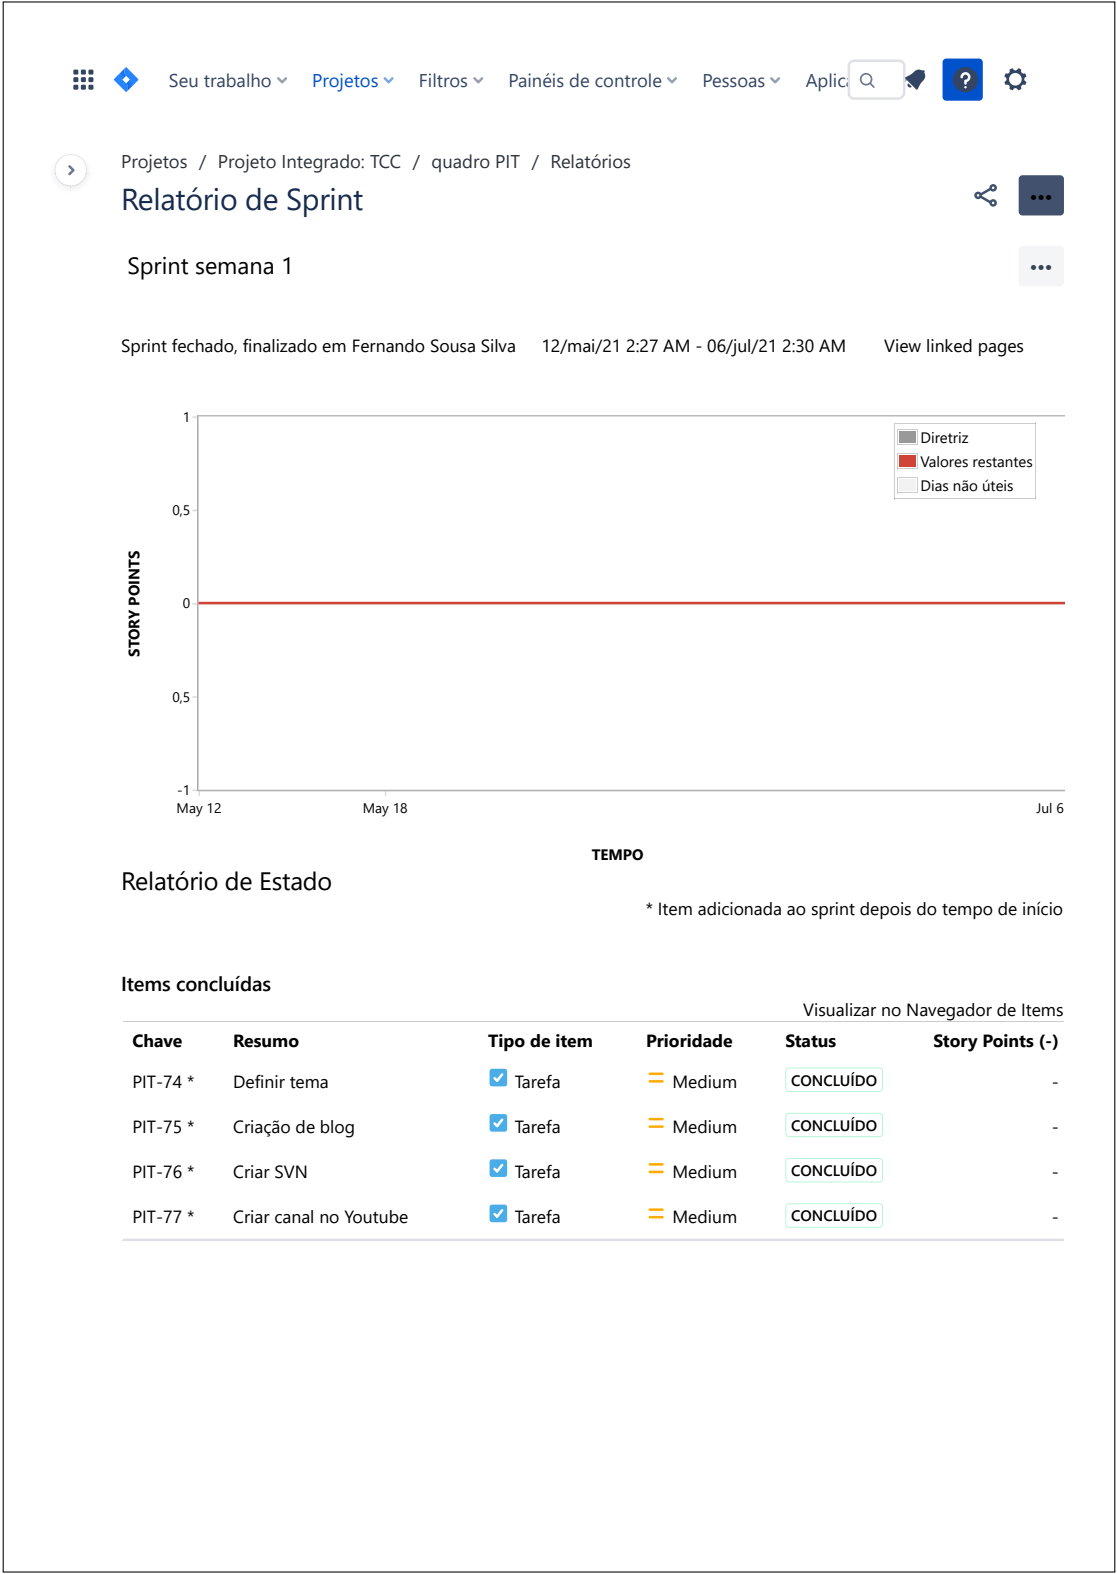 Seu trabalho Projetos Filtros Painéis de controle Pessoas Aplic
Projetos / Projeto Integrado: TCC / quadro PIT / Relatórios
Relatório de Sprint
Sprint semana 1
Sprint fechado, finalizado em Fernando Sousa Silva 12/mai/21 2:27 AM - 06/jul/21 2:30 AM View linked pages
1
Diretriz
Valores restantes
Dias não úteis
0,5
STORY POINTS
0
0,5
-1
May 12 May 18 Jul 6
TEMPO
Relatório de Estado
* Item adicionada ao sprint depois do tempo de início
Items concluídas
Visualizar no Navegador de Items
Chave Resumo Tipo de item Prioridade Status Story Points (-)
PIT-74 * Definir tema Tarefa Medium CONCLUÍDO -
PIT-75 * Criação de blog Tarefa Medium CONCLUÍDO -
PIT-76 * Criar SVN Tarefa Medium CONCLUÍDO -
PIT-77 * Criar canal no Youtube Tarefa Medium CONCLUÍDO -